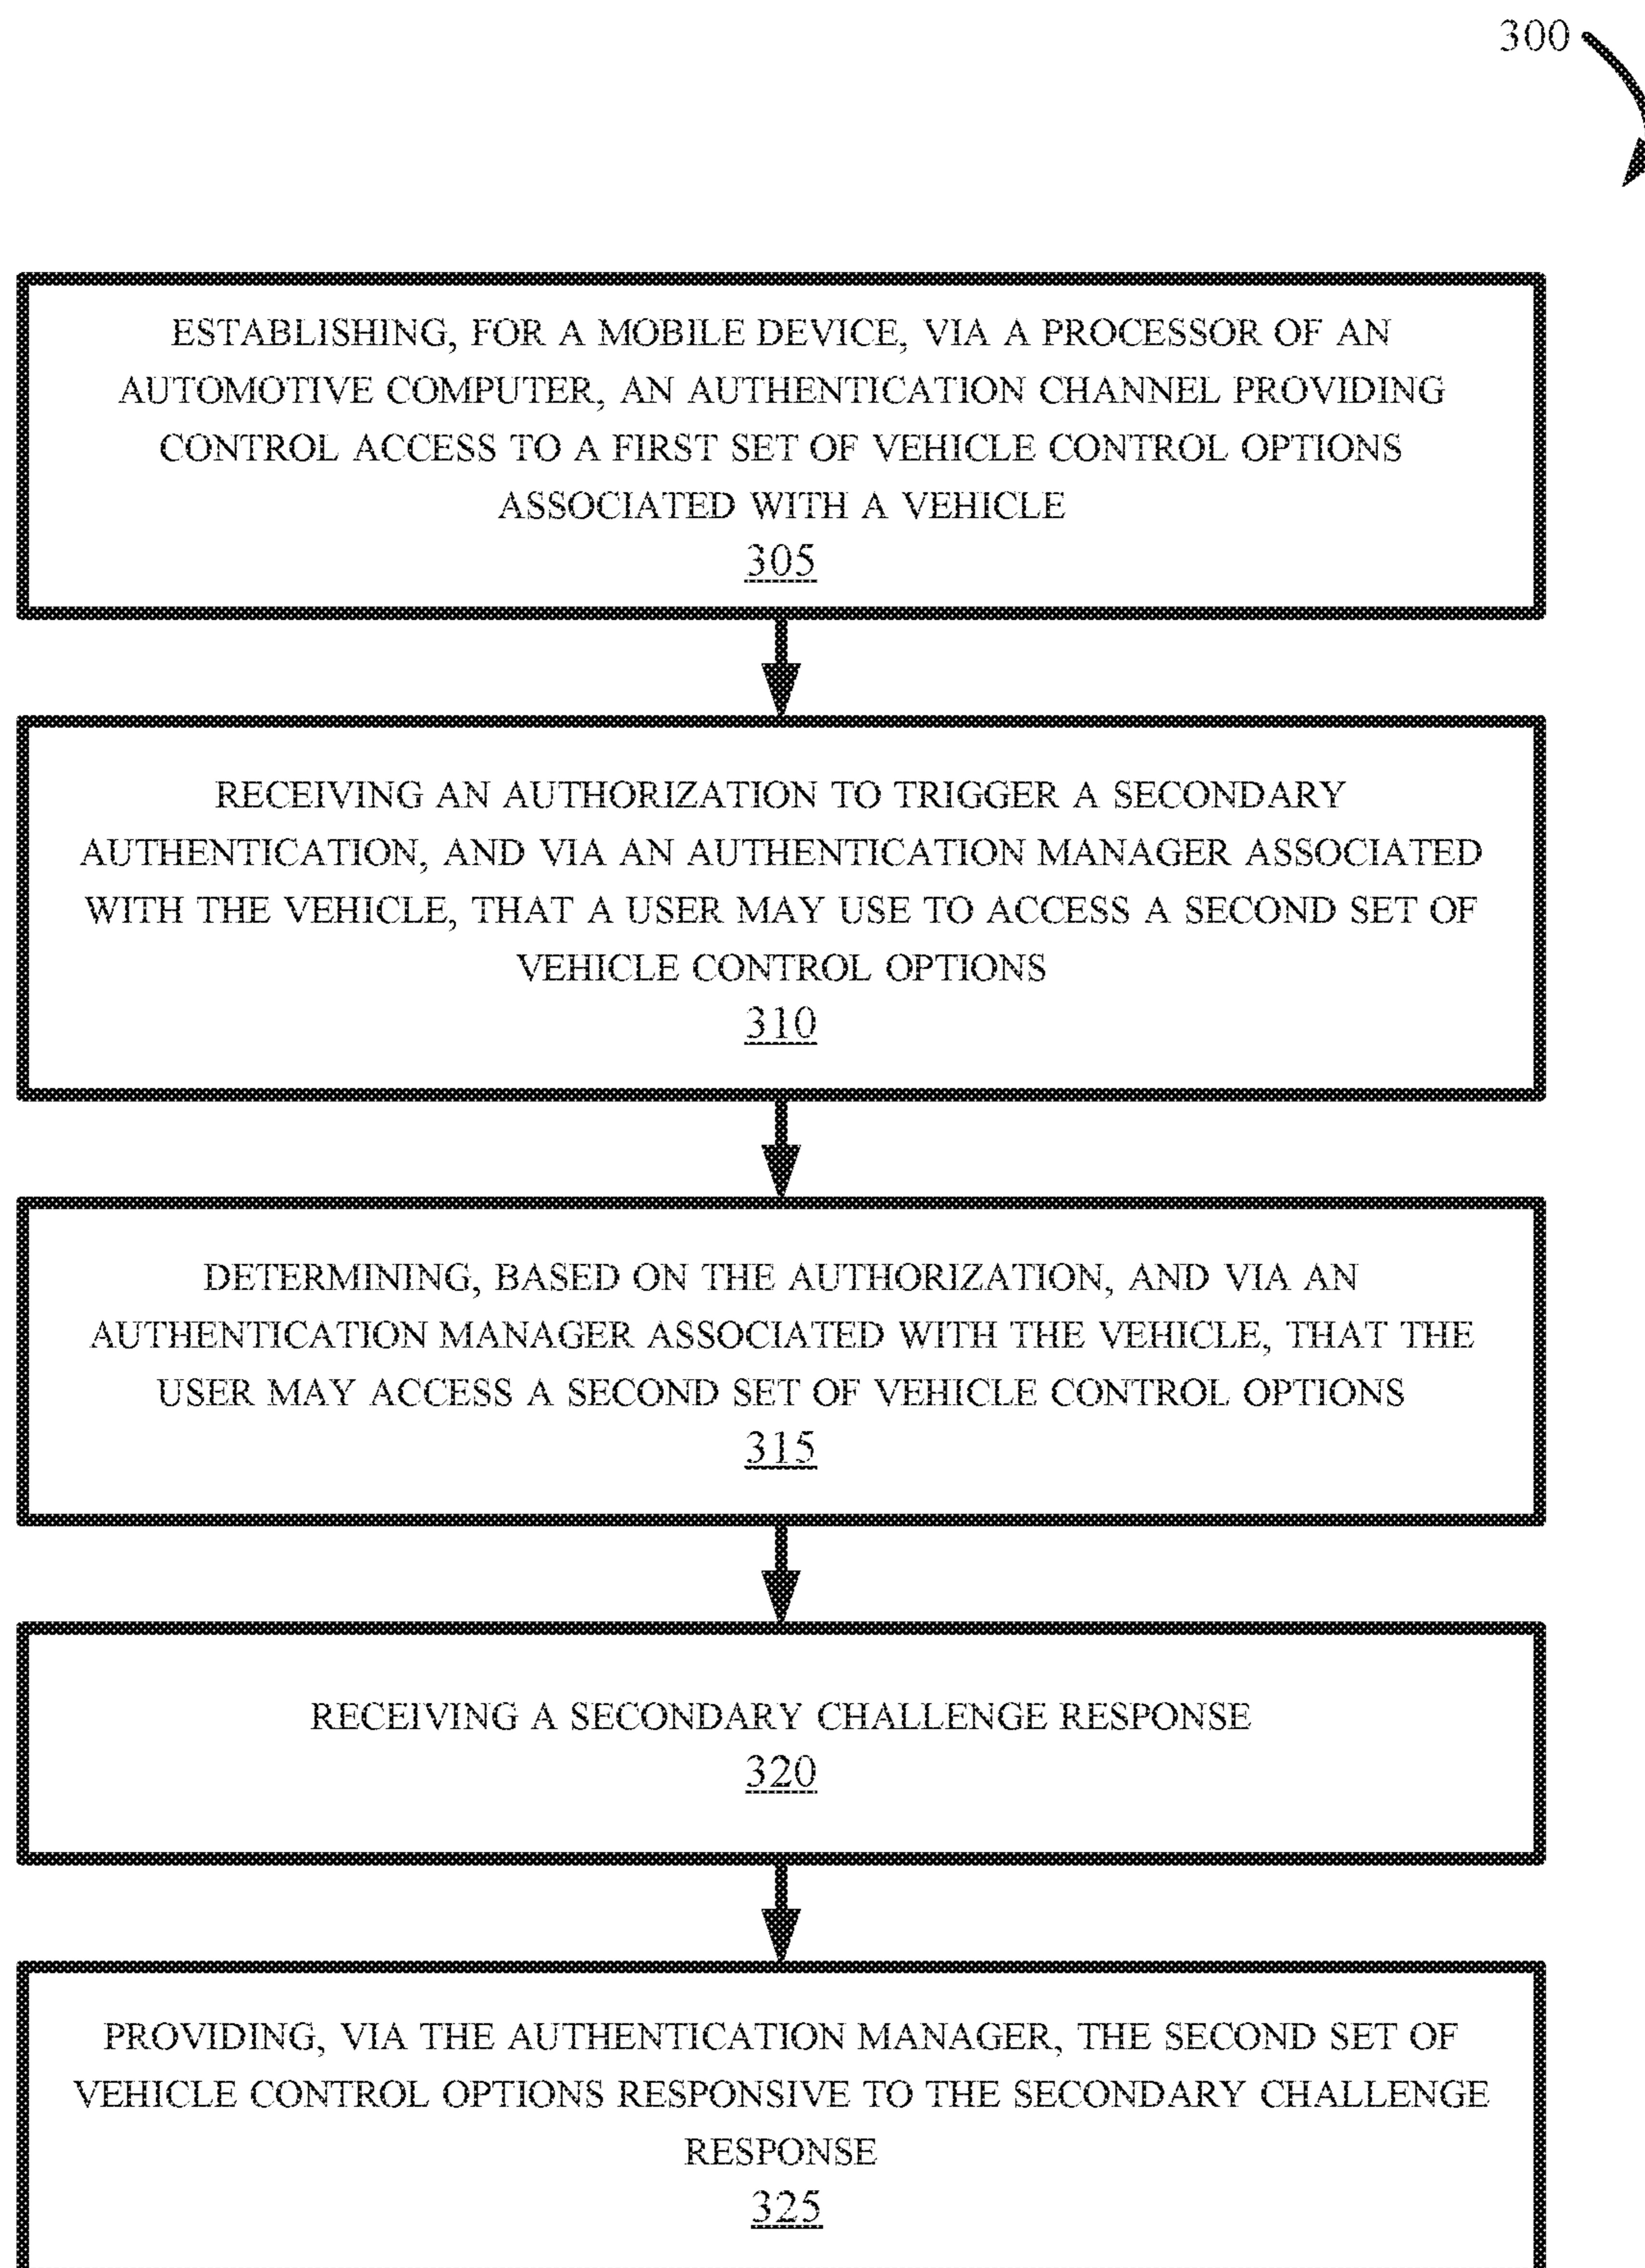 300
ESTABLISHING, FOR A MOBILE DEVICE, VIA A PROCESSOR OF AN
AUTOMOTIVE COMPUTER, AN AUTHENTICATION CHANNEL PROVIDING
CONTROL ACCESS TO A FIRST SET OF VEHICLE CONTROL OPTIONS
ASSOCIATED WITH A VEHICLE
305
RECEIVING AN AUTHORIZATION TO TRIGGER A SECONDARY
AUTHENTICATION, AND VIA AN AUTHENTICATION MANAGER ASSOCIATED
WITH THE VEHICLE, THAT A USER MAY USE TO ACCESS A SECOND SET OF
VEHICLE CONTROL OPTIONS
310
DETERMINING, BASED ON THE AUTHORIZATION, AND VIA AN
AUTHENTICATION MANAGER ASSOCIATED WITH THE VEHICLE, THAT THE
USER MAY ACCESS A SECOND SET OF VEHICLE CONTROL OPTIONS
315
RECEIVING A SECONDARY CHALLENGE RESPONSE
320
PROVIDING, VIA THE AUTHENTICATION MANAGER, THE SECOND SET OF
VEHICLE CONTROL OPTIONS RESPONSIVE TO THE SECONDARY CHALLENGE
RESPONSE
325